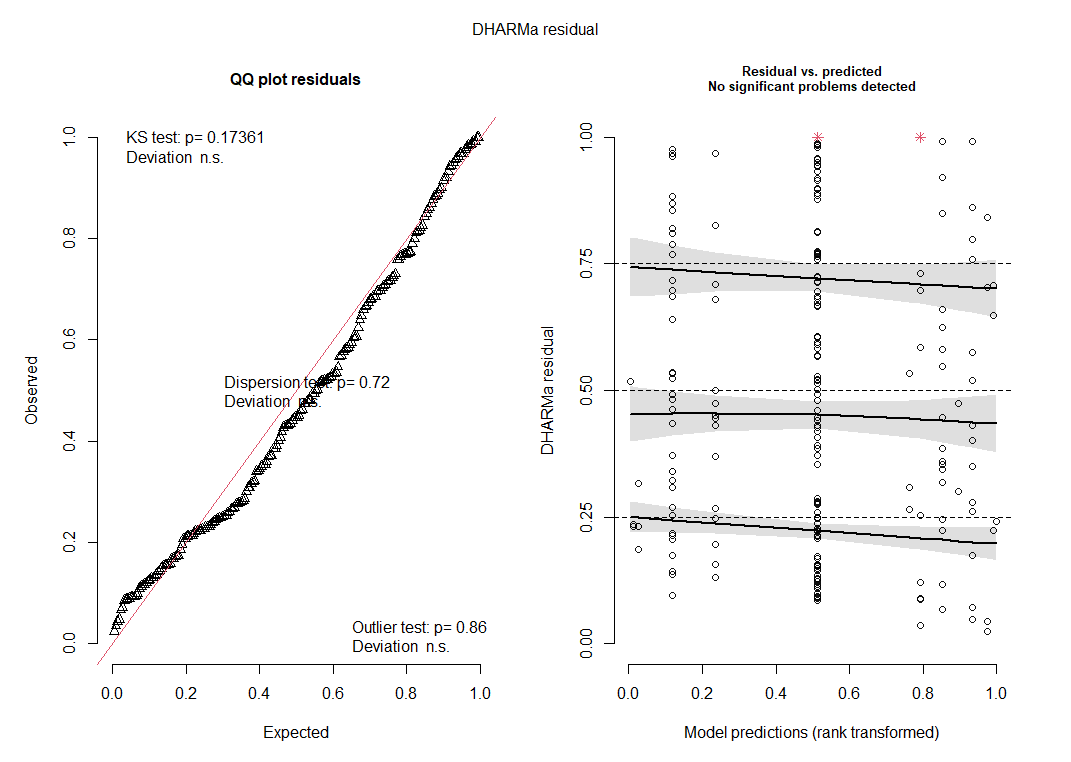 DHARMa residual
QQ plot residuals
KS test: p= 0.17361
Deviation n.s.
Dispersion test: p= 0.72
Deviation n.s.
Outlier test: p= 0.86
Deviation n.s.
Observed
0.0
0.2
0.4
0.6
0.8
1.0
0.0
0.2
0.4
0.6
0.8
1.0
Expected
Residual vs. predicted
No significant problems detected
DHARMa residual
0.00
0.25
0.50
0.75
1.00
0.0
0.2
0.4
0.6
0.8
1.0
Model predictions (rank transformed)